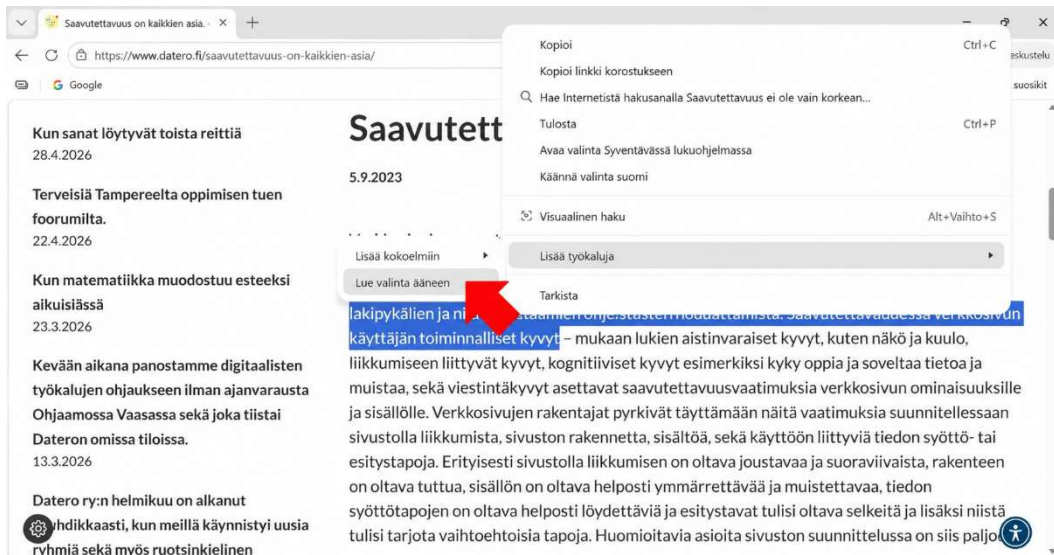 Saavutettavuus on kaikkien asia. -
https://www.datero.fi/saavutettavuus-on-kaikkien-asia/
eskustelu
Google
suosikit
Kun sanat löytyvät toista reittiä
28.4.2026
Terveisiä Tampereelta oppimisen tuen
foorumilta.
22.4.2026
Kun matematiikka muodostuu esteeksi
aikuisiässä
23.3.2026
Kevään aikana panostamme digitaalisten
työkalujen ohjaukseen ilman ajanvarausta
Ohjaamossa Vaasassa sekä joka tiistai
Dateron omissa tiloissa.
13.3.2026
Datero ry:n helmikuu on alkanut
hdikkaasti, kun meillä käynnistyi uusia
ryhmiä sekä myös ruotsinkielinen
Saavutett
5.9.2023
Kopioi Ctrl+C
Kopioi linkki korostukseen
Hae Internetistä hakusanalla Saavutettavuus ei ole vain korkean...
Tulosta Ctrl+P
Avaa valinta Syventävässä lukuohjelmassa
Käännä valinta suomi
Visuaalinen haku Alt+Vaihto+S
Lisää työkaluja
Tarkista
Lisää kokoelmiin
Lue valinta ääneen
lakipykälien ja noudattamista. Saavutettavuudessa verkkosivun
käyttäjän toiminnalliset kyvyt – mukaan lukien aistinvaraiset kyvyt, kuten näkö ja kuulo,
liikkumiseen liittyvät kyvyt, kognitiiviset kyvyt esimerkiksi kyky oppia ja soveltaa tietoa ja
muistaa, sekä viestintäkyvyt asettavat saavutettavuusvaatimuksia verkkosivun ominaisuuksille
ja sisällölle. Verkkosivujen rakentajat pyrkivät täyttämään näitä vaatimuksia suunnitellessaan
sivustolla liikkumista, sivuston rakennetta, sisältöä, sekä käyttöön liittyviä tiedon syöttö- tai
esitystapoja. Erityisesti sivustolla liikkumisen on oltava joustavaa ja suoraviivaista, rakenteen
on oltava tuttua, sisällön on oltava helposti ymmärrettävää ja muistettavaa, tiedon
syöttötapojen on oltava helposti löydettäviä ja esitystavat tulisi oltava selkeitä ja lisäksi niistä
tulisi tarjota vaihtoehtoisia tapoja. Huomioitavia asioita sivuston suunnittelussa on siis paljo